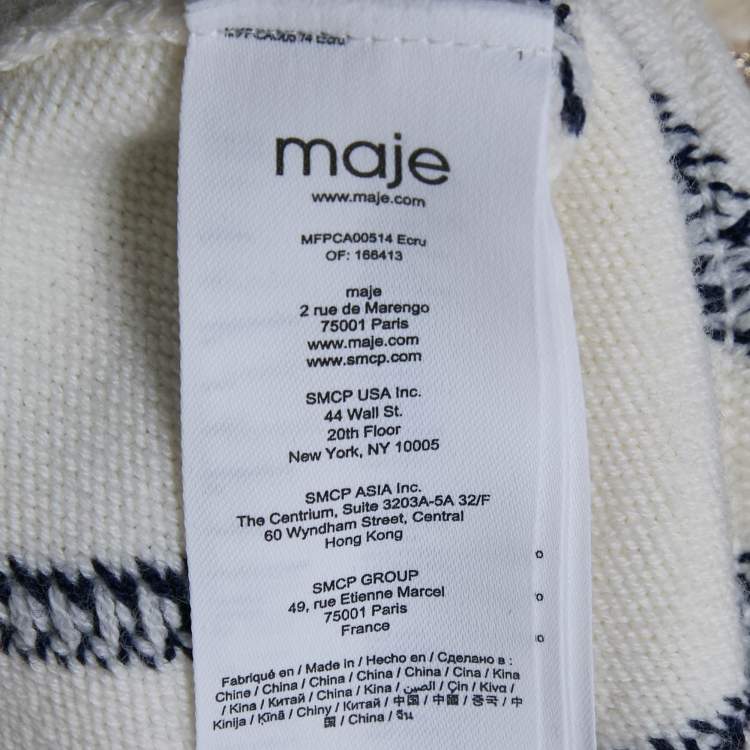 (Ecru)
1
maje
www.maje.com
MFPCA00514 Ecru
OF: 166413
maje
2 rue de Marengo
75001 Paris
www.maje.com
www.smcp.com
SMCP USA Inc.
44 Wall St.
20th Floor
New York, NY 10005
SMCP ASIA Inc.
The Centrium, Suite 3203A-5A 32/F
60 Wyndham Street, Central
Hong Kong
SMCP GROUP
49, rue Etienne Marcel
75001 Paris
France
Fabriqué en / Made in / Hecho en / Сделано в :
Chine / China / China / China / China / Cina / Kina
/ Kina / Китай / China / Kina / الصين / Çin / Kiva /
Kinija / Ķīnā / Chiny / Китай / 中国 / 中國 / 중국 / 中
国 / China / จีน